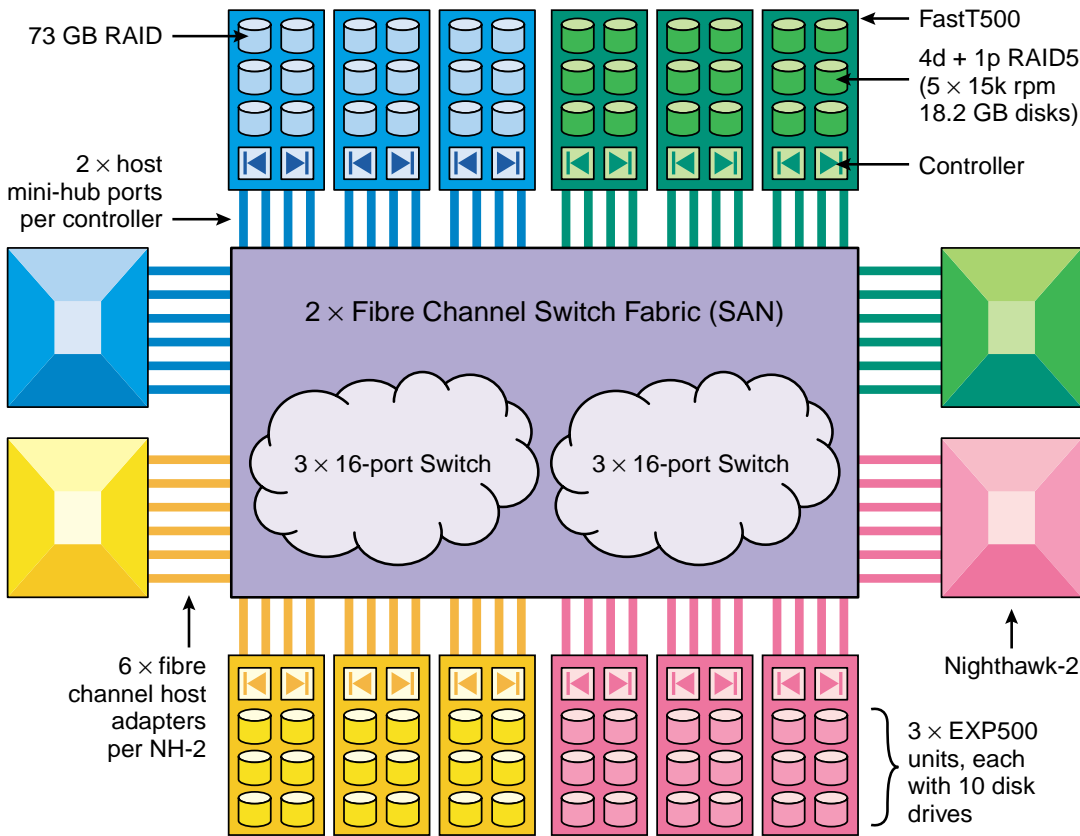 73 GB RAID
FastT500
4d + 1p RAID5
(5 × 15k rpm
18.2 GB disks)
2 × host
mini-hub ports
per controller
Controller
2 × Fibre Channel Switch Fabric (SAN)
3 × 16-port Switch
3 × 16-port Switch
6 × fibre
channel host
adapters
per NH-2
Nighthawk-2
3 × EXP500
units, each
with 10 disk
drives